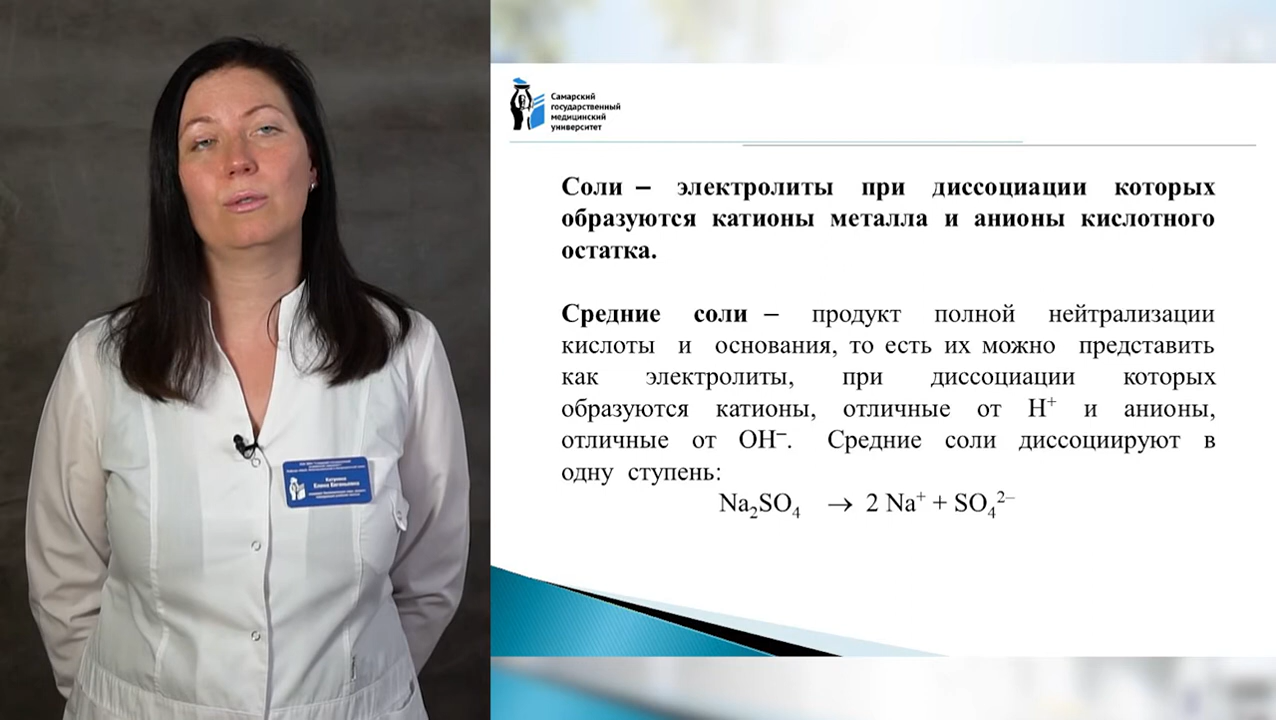 Самарский
государственный
медицинский
университет
Соли – электролиты при диссоциации которых
образуются катионы металла и анионы кислотного
остатка.
Средние соли – продукт полной нейтрализации
кислоты и основания, то есть их можно представить
как электролиты, при диссоциации которых
образуются катионы, отличные от H⁺ и анионы,
отличные от OH⁻. Средние соли диссоциируют в
одну ступень:
Na₂SO₄ → 2 Na⁺ + SO₄²⁻
Елена Евгеньевна